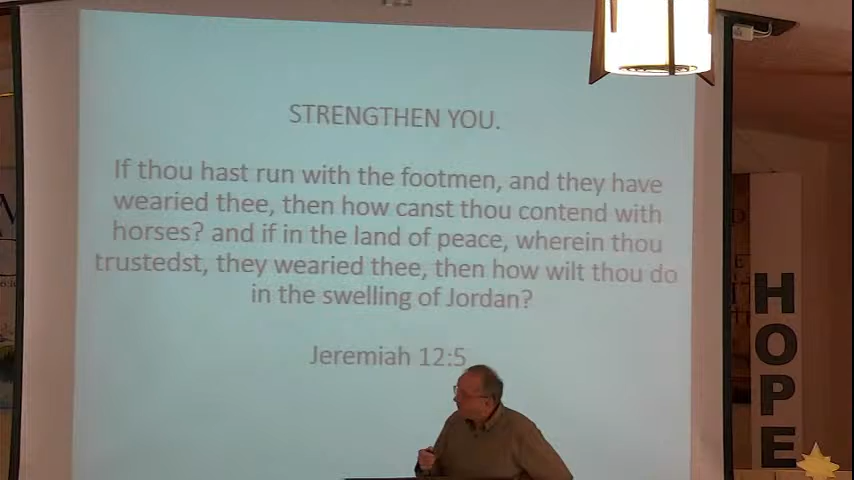 STRENGTHEN YOU.
If thou hast run with the footmen, and they have
wearied thee, then how canst thou contend with
horses? and if in the land of peace, wherein thou
trustedst, they wearied thee, then how wilt thou do
in the swelling of Jordan?
Jeremiah 12:5
HOPE